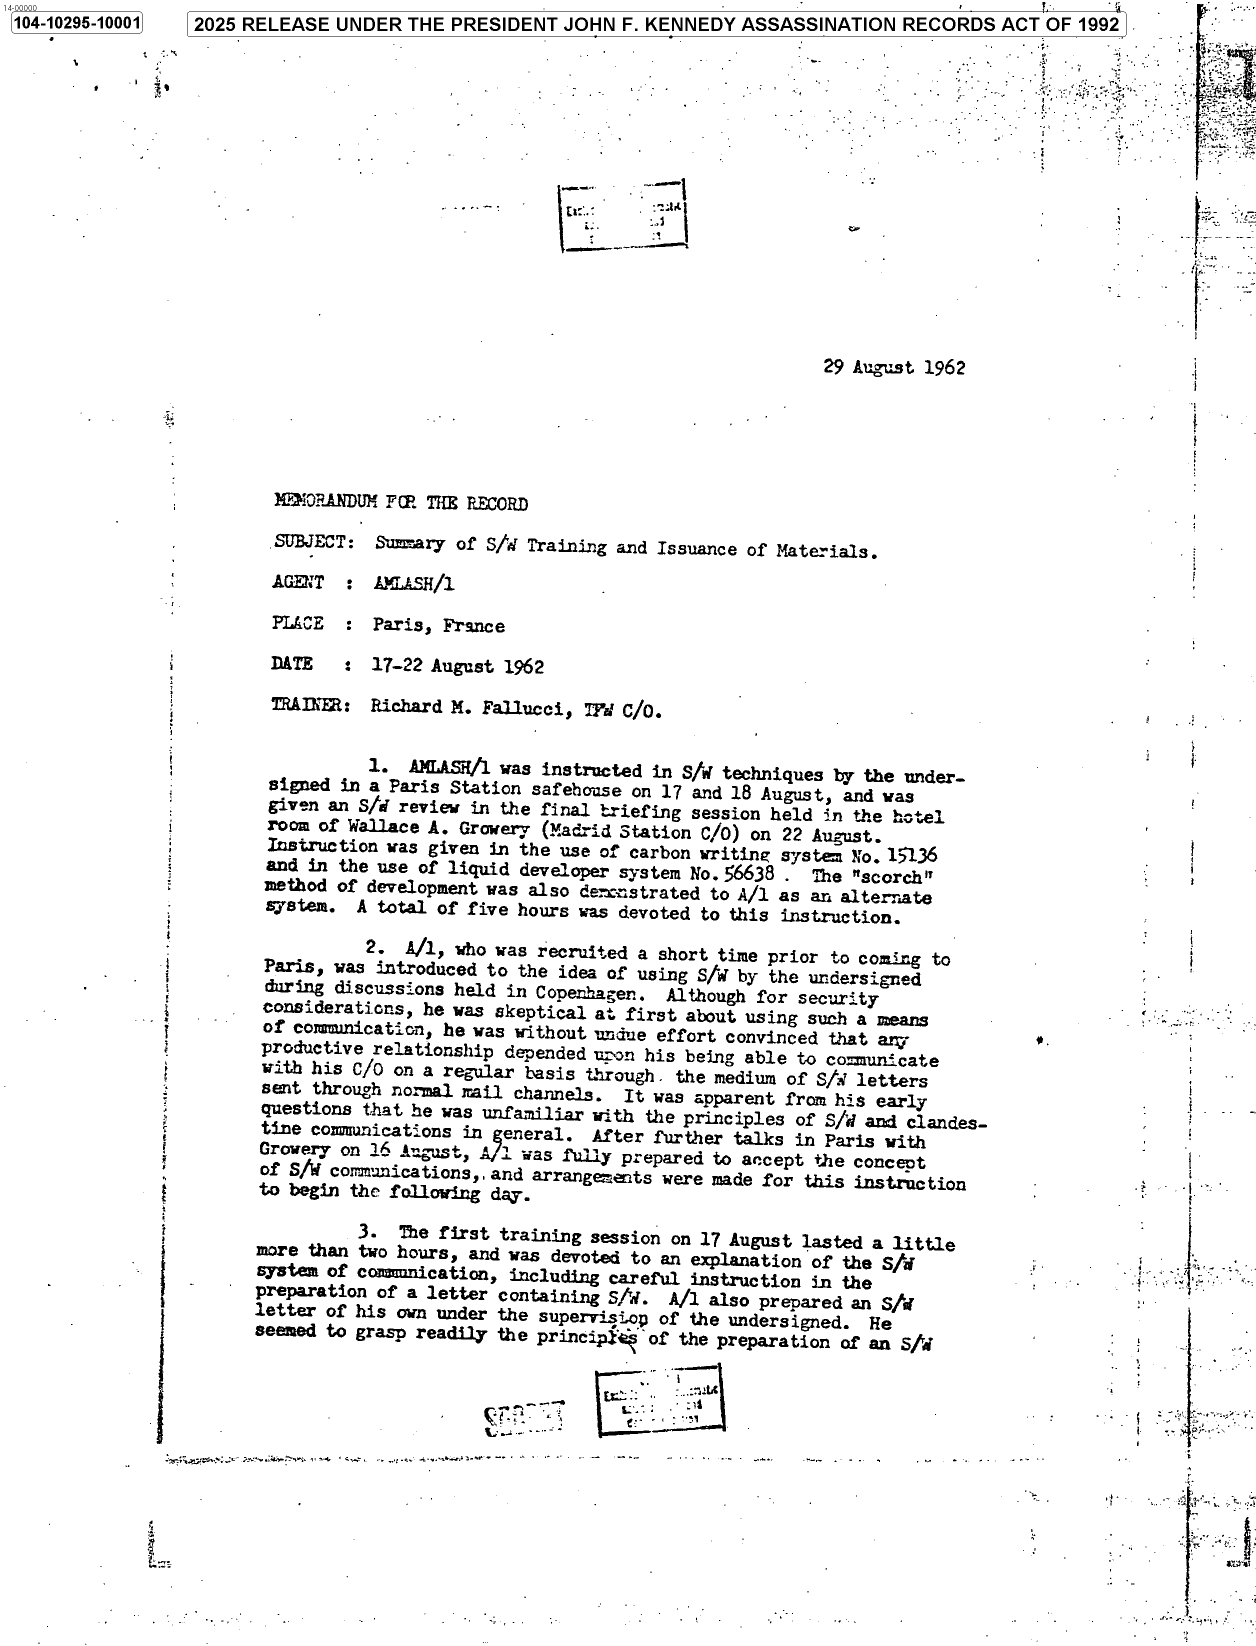 14-00000
104-10295-10001
2025 RELEASE UNDER THE PRESIDENT JOHN F. KENNEDY ASSASSINATION RECORDS ACT OF 1992
29 August 1962
MEMORANDUM FOR THE RECORD
SUBJECT: Summary of S/W Training and Issuance of Materials.
AGENT : AMLASH/1
PLACE : Paris, France
DATE : 17-22 August 1962
TRAINER: Richard M. Fallucci, TFW C/O.
1. AMLASH/1 was instructed in S/W techniques by the under-
signed in a Paris Station safehouse on 17 and 18 August, and was
given an S/W review in the final briefing session held in the hotel
room of Wallace A. Growery (Madrid Station C/O) on 22 August.
Instruction was given in the use of carbon writing system No. 15136
and in the use of liquid developer system No. 56638 . The "scorch"
method of development was also demonstrated to A/1 as an alternate
system. A total of five hours was devoted to this instruction.
2. A/1, who was recruited a short time prior to coming to
Paris, was introduced to the idea of using S/W by the undersigned
during discussions held in Copenhagen. Although for security
considerations, he was skeptical at first about using such a means
of communication, he was without undue effort convinced that any
productive relationship depended upon his being able to communicate
with his C/O on a regular basis through the medium of S/W letters
sent through normal mail channels. It was apparent from his early
questions that he was unfamiliar with the principles of S/W and clandes-
tine communications in general. After further talks in Paris with
Growery on 16 August, A/1 was fully prepared to accept the concept
of S/W communications, and arrangements were made for this instruction
to begin the following day.
3. The first training session on 17 August lasted a little
more than two hours, and was devoted to an explanation of the S/W
system of communication, including careful instruction in the
preparation of a letter containing S/W. A/1 also prepared an S/W
letter of his own under the supervision of the undersigned. He
seemed to grasp readily the principles of the preparation of an S/W
SECRET